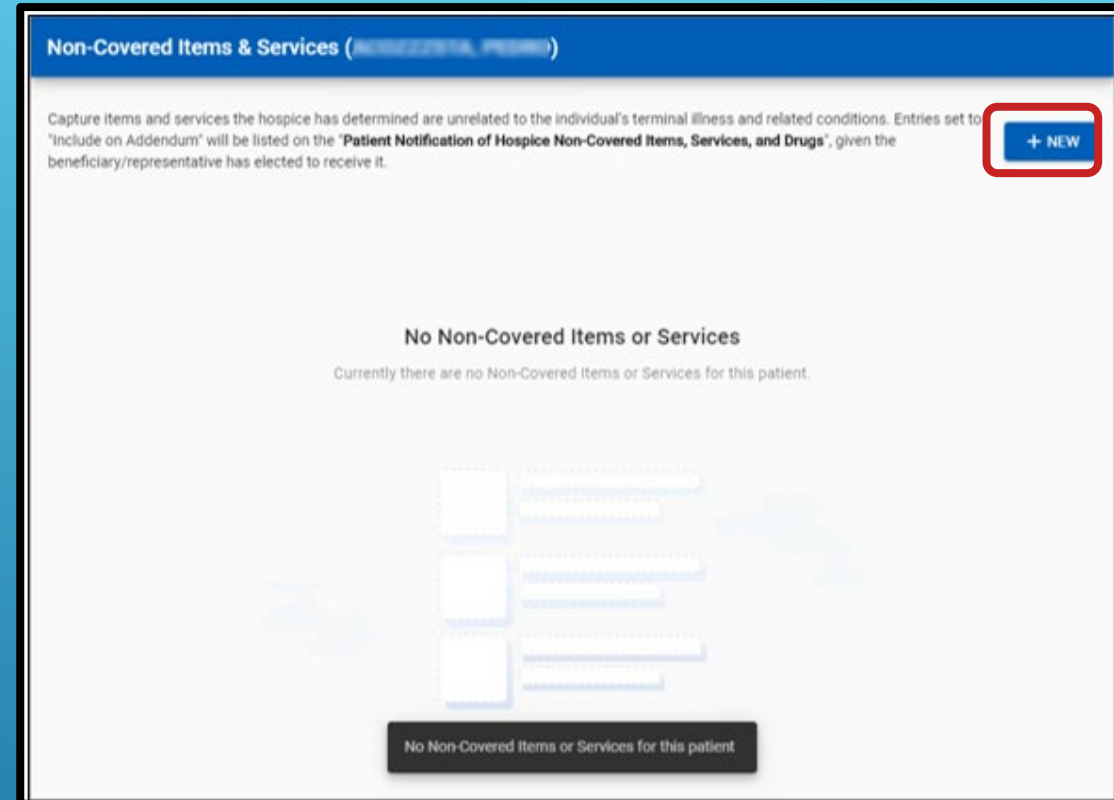 Non-Covered Items & Services ( )
Capture items and services the hospice has determined are unrelated to the individual's terminal illness and related conditions. Entries set to
"Include on Addendum" will be listed on the "Patient Notification of Hospice Non-Covered Items, Services, and Drugs", given the
beneficiary/representative has elected to receive it.
+ NEW
No Non-Covered Items or Services
Currently there are no Non-Covered Items or Services for this patient.
No Non-Covered Items or Services for this patient